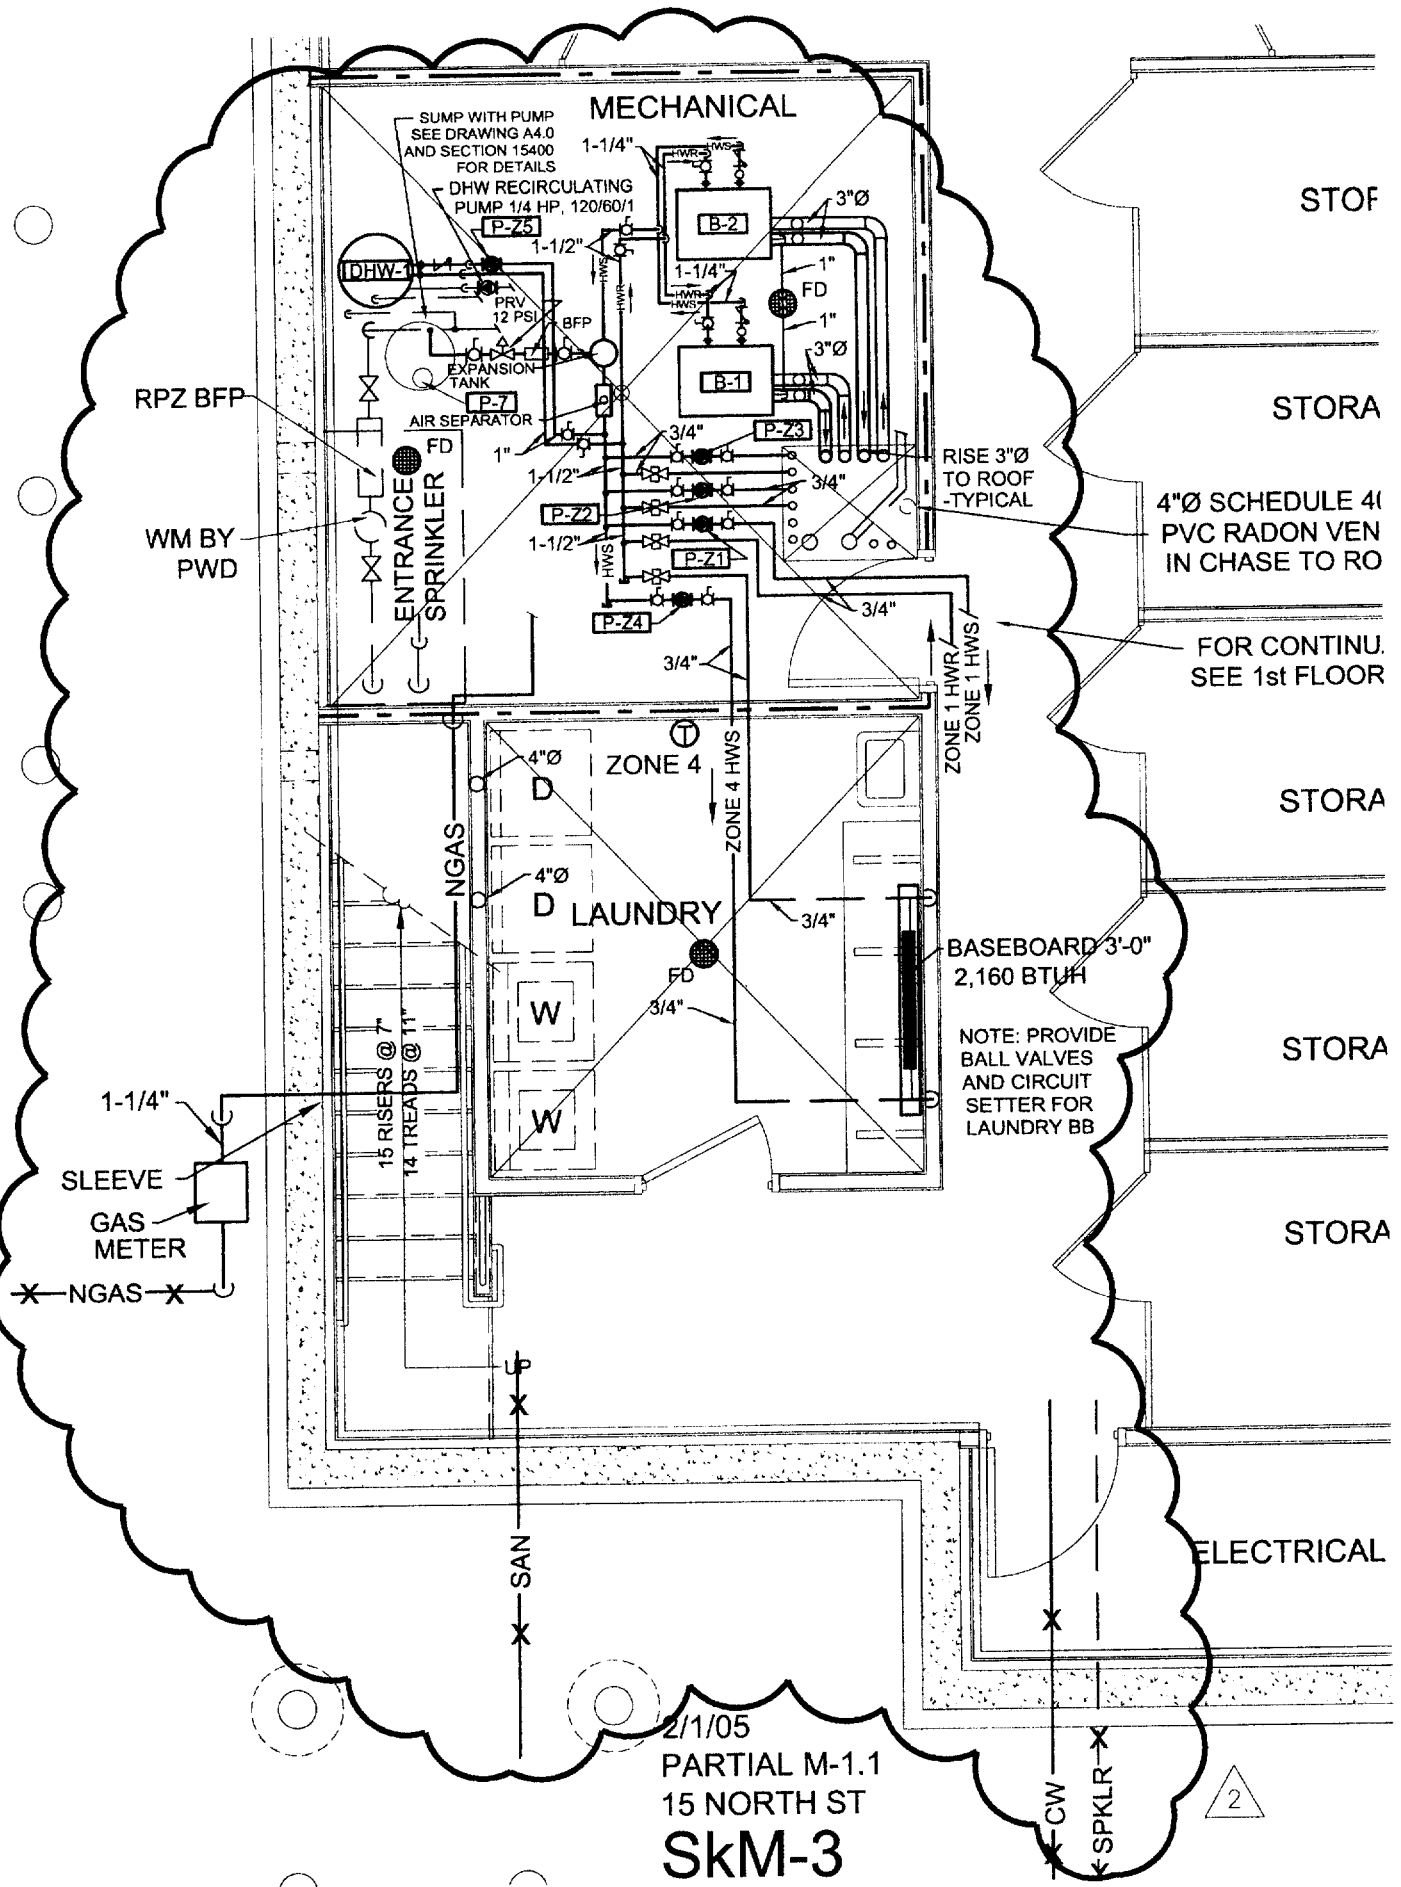 MECHANICAL
SUMP WITH PUMP
SEE DRAWING A4.0
AND SECTION 15400
FOR DETAILS
DHW RECIRCULATING
PUMP 1/4 HP, 120/60/1
P-Z5
1-1/4"
HWR
HWS
B-2
3"Ø
1-1/2"
HWS
HWR
DHW-1
PRV
12 PSI
BFP
1-1/4"
HWR
HWS
1"
FD
1"
3"Ø
B-1
EXPANSION
TANK
P-7
AIR SEPARATOR
RPZ BFP
FD
1"
3/4"
P-Z3
1-1/2"
3/4"
P-Z2
1-1/2"
HWS
P-Z1
RISE 3"Ø
TO ROOF
-TYPICAL
4"Ø SCHEDULE 4(
PVC RADON VEN
IN CHASE TO RO
WM BY
PWD
ENTRANCE
SPRINKLER
P-Z4
3/4"
3/4"
ZONE 1 HWR
ZONE 1 HWS
FOR CONTINU.
SEE 1st FLOOR
STOF
STORA
STORA
STORA
STORA
ELECTRICAL
T
ZONE 4
ZONE 4 HWS
4"Ø
D
4"Ø
D
NGAS
LAUNDRY
FD
3/4"
3/4"
W
W
BASEBOARD 3'-0"
2,160 BTUH
NOTE: PROVIDE
BALL VALVES
AND CIRCUIT
SETTER FOR
LAUNDRY BB
15 RISERS @ 7"
14 TREADS @ 11"
1-1/4"
SLEEVE
GAS
METER
NGAS
UP
SAN
CW
SPKLR
2
2/1/05
PARTIAL M-1.1
15 NORTH ST
SkM-3